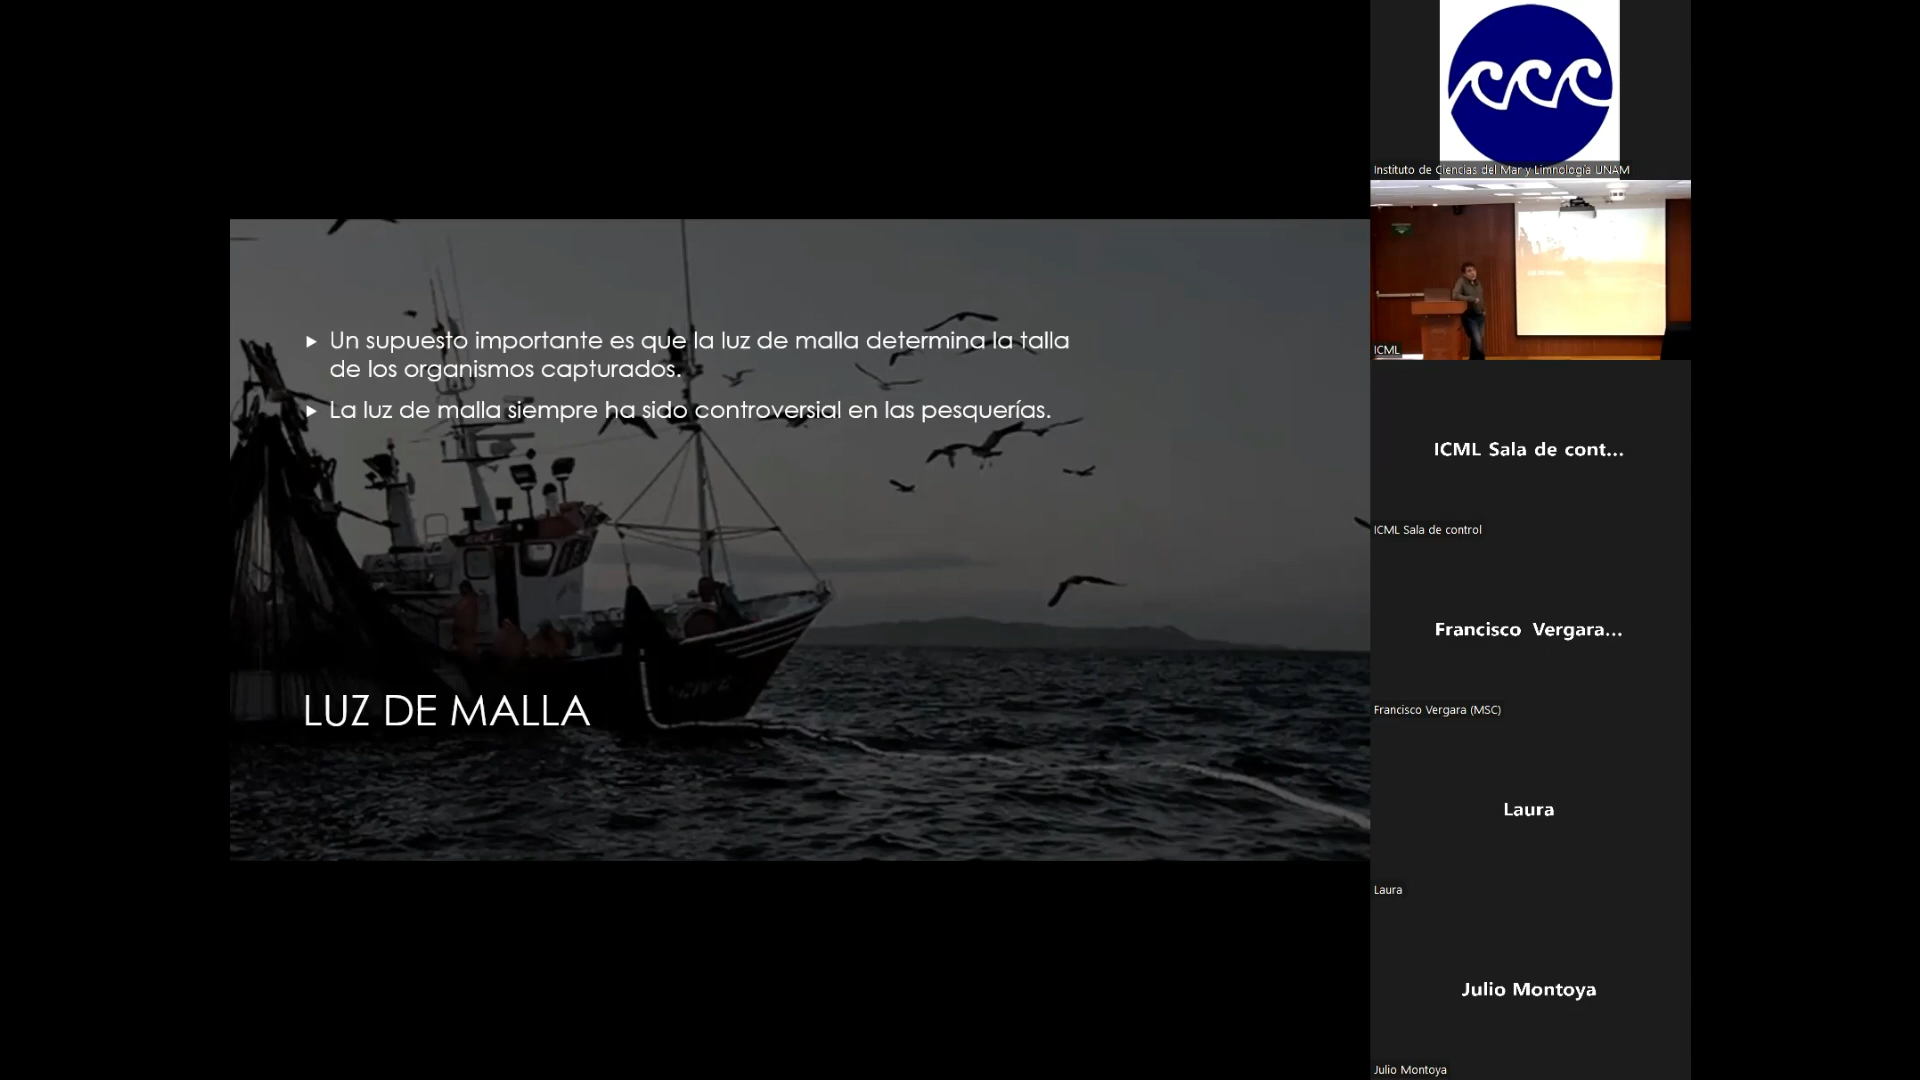 Un supuesto importante es que la luz de malla determina la talla
de los organismos capturados.
La luz de malla siempre ha sido controversial en las pesquerías.
LUZ DE MALLA
Instituto de Ciencias del Mar y Limnología UNAM
ICML
ICML Sala de cont...
ICML Sala de control
Francisco Vergara...
Francisco Vergara (MSC)
Laura
Laura
Julio Montoya
Julio Montoya